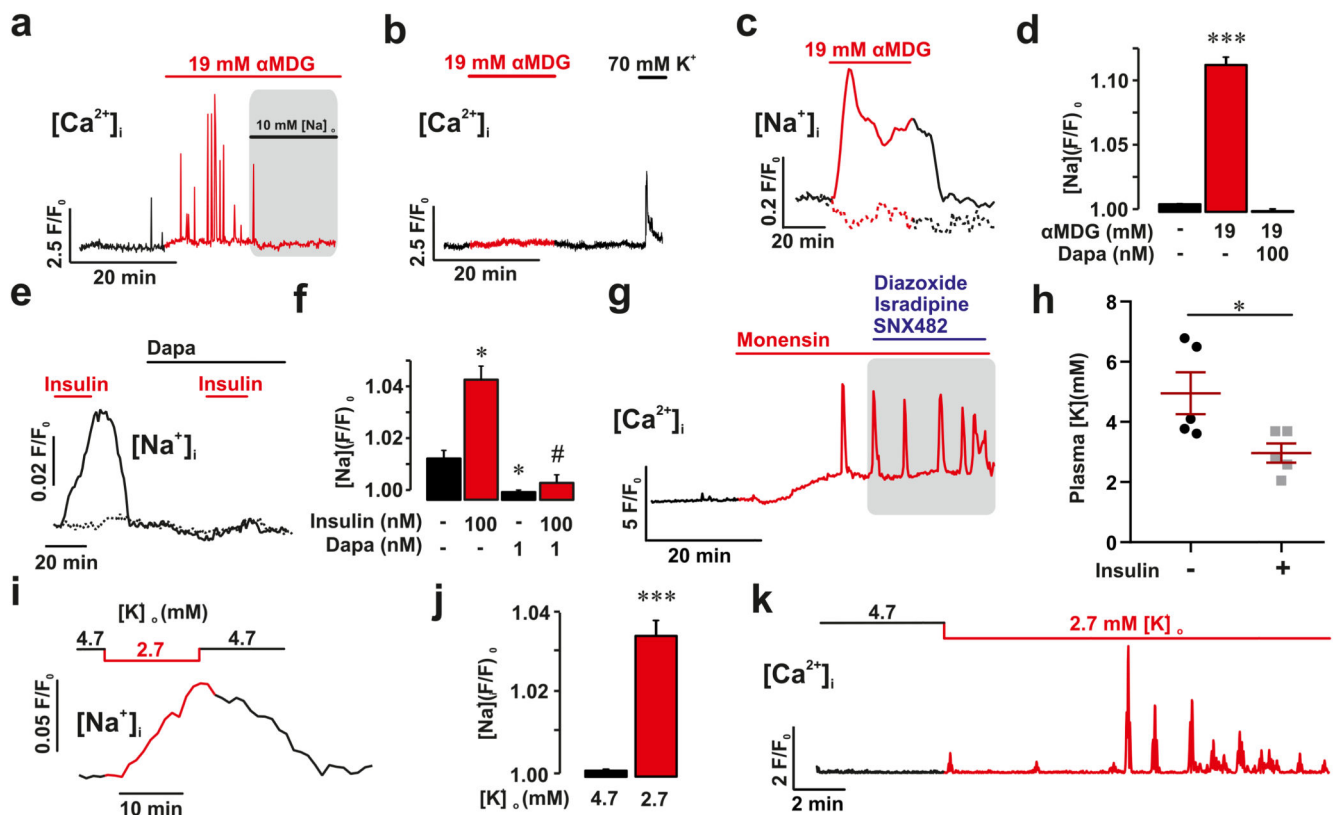 a
19 mM αMDG
[Ca²⁺]ᵢ
10 mM [Na]ₒ
2.5 F/F₀
20 min
b
19 mM αMDG
70 mM K⁺
[Ca²⁺]ᵢ
2.5 F/F₀
20 min
c
19 mM αMDG
[Na⁺]ᵢ
0.2 F/F₀
20 min
d
***
[Na](F/F)₀
1.10
1.05
1.00
αMDG (mM) - 19 19
Dapa (nM) - - 100
e
Dapa
Insulin Insulin
[Na⁺]ᵢ
0.02 F/F₀
20 min
f
[Na](F/F)₀
1.04
1.02
1.00
* * #
Insulin (nM) - 100 - 100
Dapa (nM) - - 1 1
g
Diazoxide
Isradipine
SNX482
Monensin
[Ca²⁺]ᵢ
5 F/F₀
20 min
h
Plasma [K](mM)
8
6
4
2
0
*
Insulin - +
i
[K]ₒ(mM)
4.7 2.7 4.7
0.05 F/F₀
[Na⁺]ᵢ
10 min
j
***
[Na](F/F)₀
1.04
1.02
1.00
[K]ₒ(mM) 4.7 2.7
k
4.7 2.7 mM [K]ₒ
[Ca²⁺]ᵢ
2 F/F₀
2 min